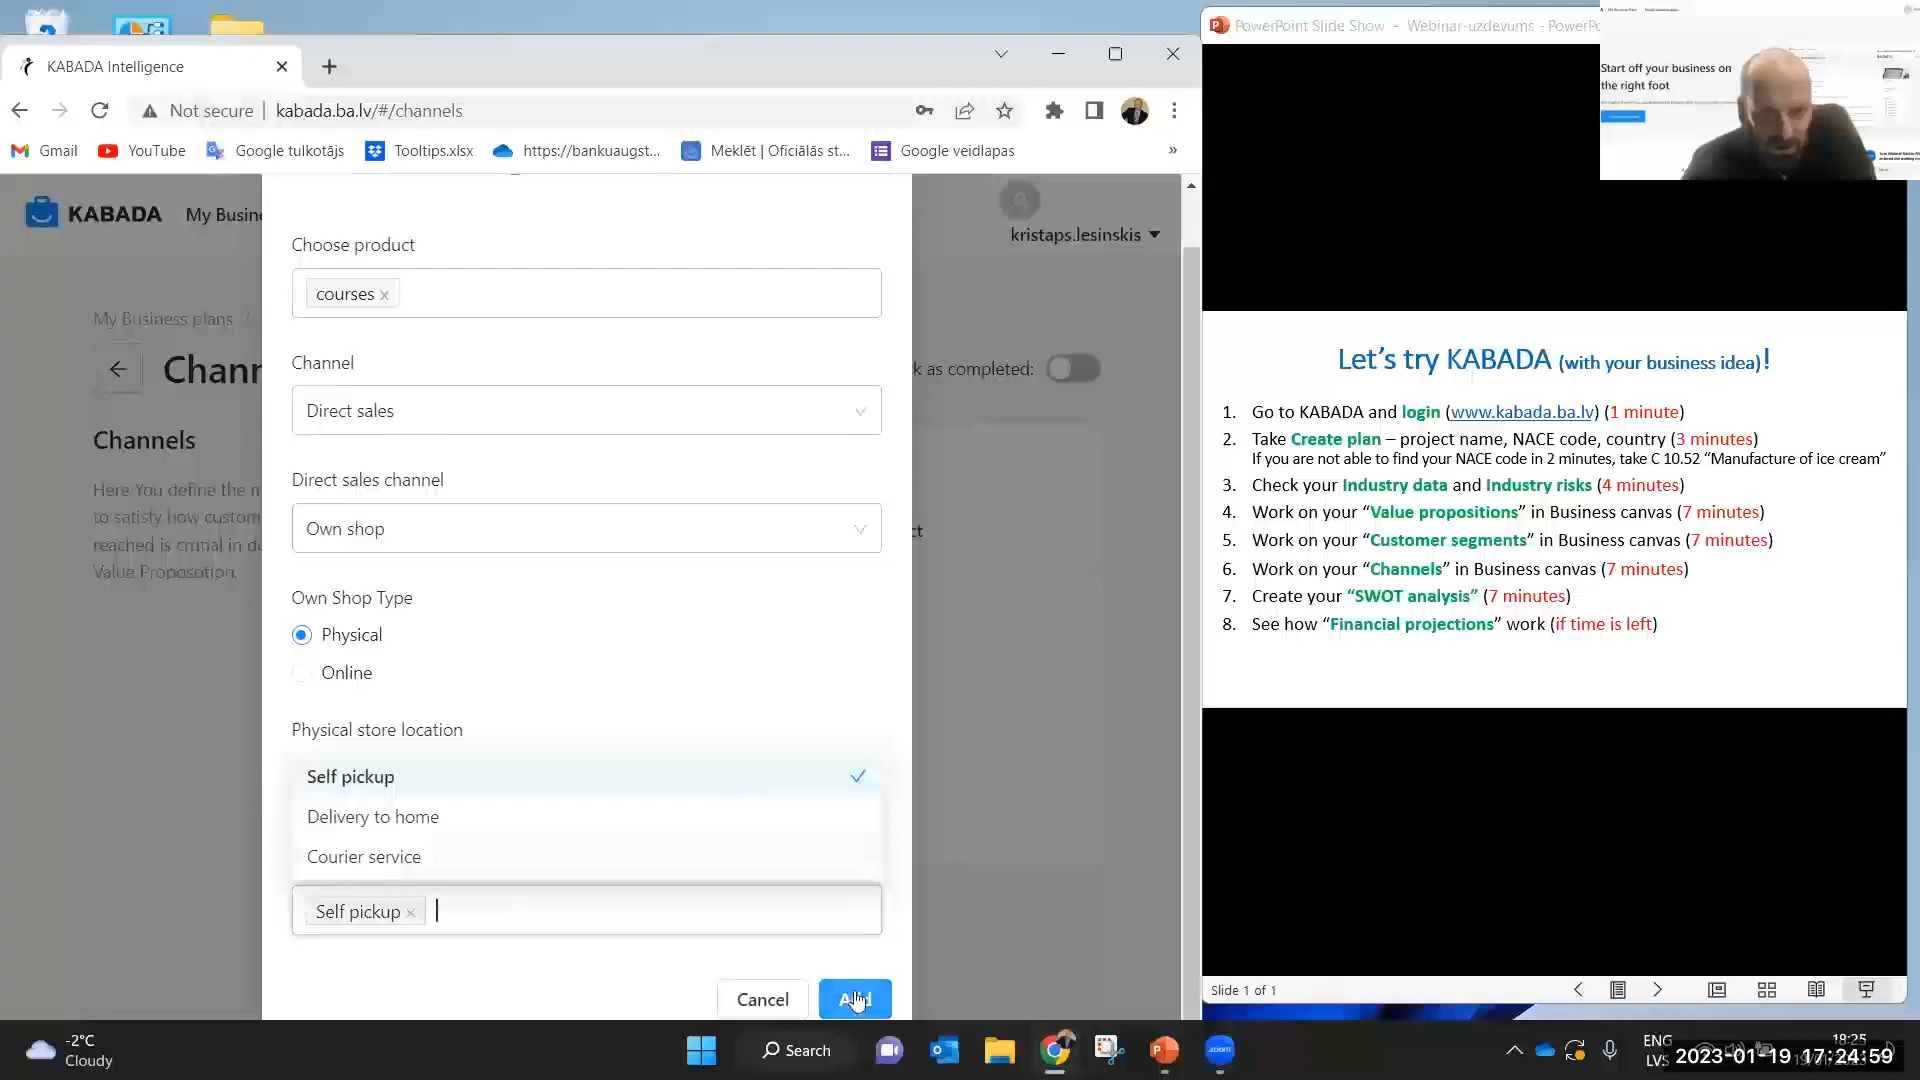 KABADA Intelligence
Not secure
kabada.ba.lv/#/channels
Gmail
YouTube
Google tulkotājs
Tooltips.xlsx
https://bankuaugst...
Meklēt | Oficiālās st...
Google veidlapas
»
KABADA
My Busine
kristaps.lesinskis
My Business plans /
Chann
k as completed:
Channels
Here You define the m
to satisfy how custom
reached is crucial in de
Value Proposotion.
ct
Choose product
courses
Channel
Direct sales
Direct sales channel
Own shop
Own Shop Type
Physical
Online
Physical store location
Self pickup
Delivery to home
Courier service
Self pickup
Cancel
Add
PowerPoint Slide Show - Webinar-uzdevums - PowerPo
Start off your business on
the right foot
Let's try KABADA (with your business idea)!
1. Go to KABADA and login (www.kabada.ba.lv) (1 minute)
2. Take Create plan – project name, NACE code, country (3 minutes)
If you are not able to find your NACE code in 2 minutes, take C 10.52 “Manufacture of ice cream”
3. Check your Industry data and Industry risks (4 minutes)
4. Work on your “Value propositions” in Business canvas (7 minutes)
5. Work on your “Customer segments” in Business canvas (7 minutes)
6. Work on your “Channels” in Business canvas (7 minutes)
7. Create your “SWOT analysis” (7 minutes)
8. See how “Financial projections” work (if time is left)
Slide 1 of 1
-2°C
Cloudy
Search
zoom
ENG
LVS
18:25
2023-01-19 17:24:59